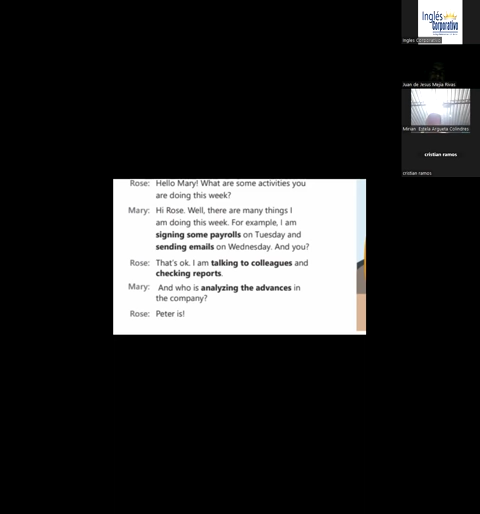 Inglés
Corporativo
Ingles Corporativo
Juan de Jesus Mejia Rivas
Mirian Estela Argueta Colindres
cristian ramos
cristian ramos
Rose: Hello Mary! What are some activities you
are doing this week?
Mary: Hi Rose. Well, there are many things I
am doing this week. For example, I am
signing some payrolls on Tuesday and
sending emails on Wednesday. And you?
Rose: That's ok. I am talking to colleagues and
checking reports.
Mary: And who is analyzing the advances in
the company?
Rose: Peter is!